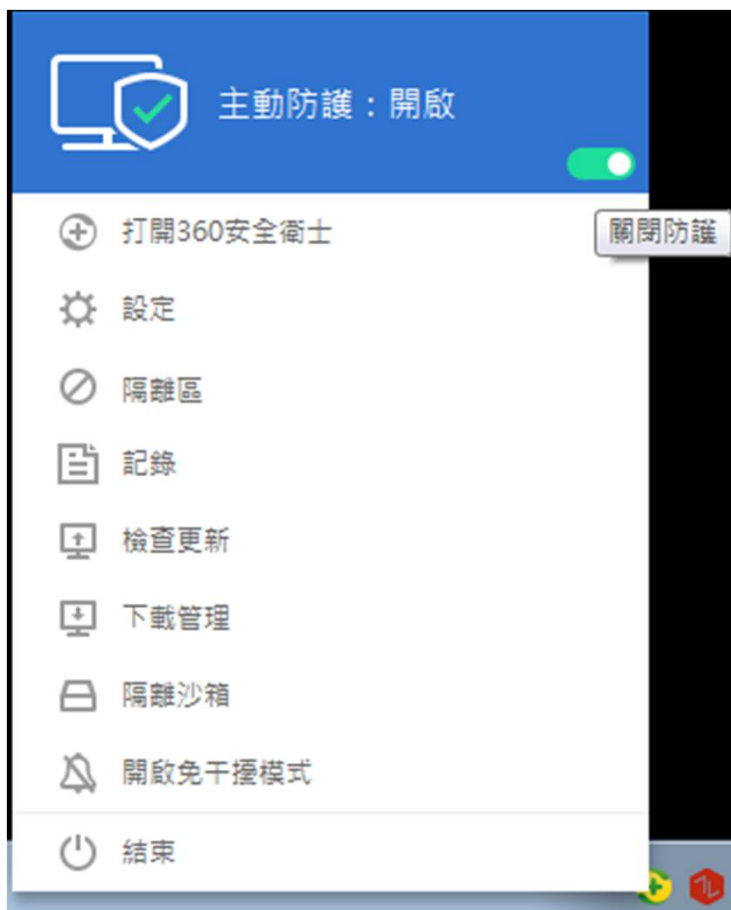 主動防護：開啟
關閉防護
打開360安全衛士
設定
隔離區
記錄
檢查更新
下載管理
隔離沙箱
開啟免干擾模式
結束